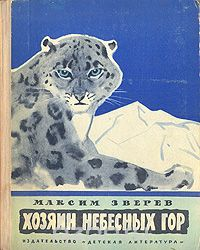 МАКСИМ ЗВЕРЕВ
ХОЗЯИН НЕБЕСНЫХ ГОР
ИЗДАТЕЛЬСТВО «ДЕТСКАЯ ЛИТЕРАТУРА»